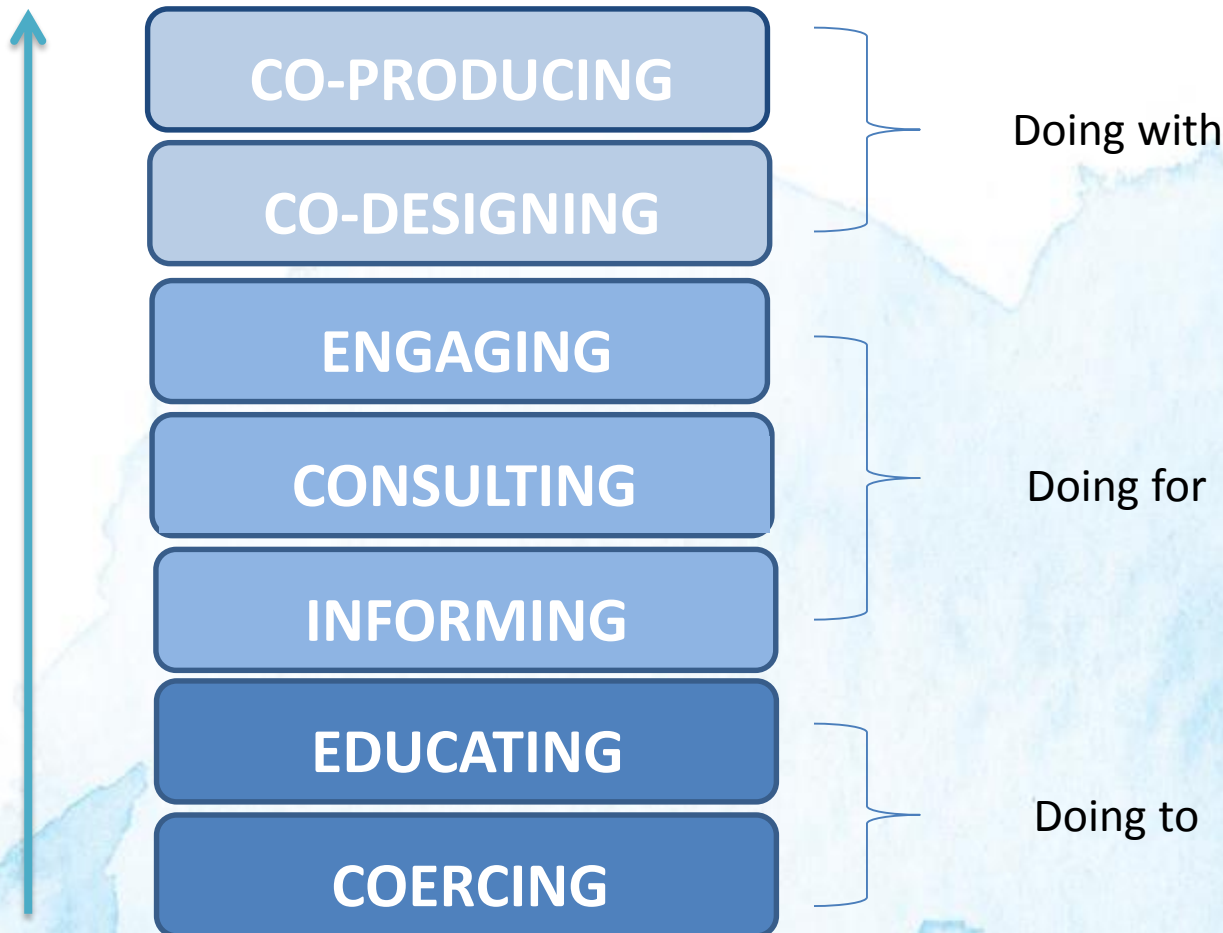 CO-PRODUCING
CO-DESIGNING
Doing with
ENGAGING
CONSULTING
INFORMING
Doing for
EDUCATING
COERCING
Doing to